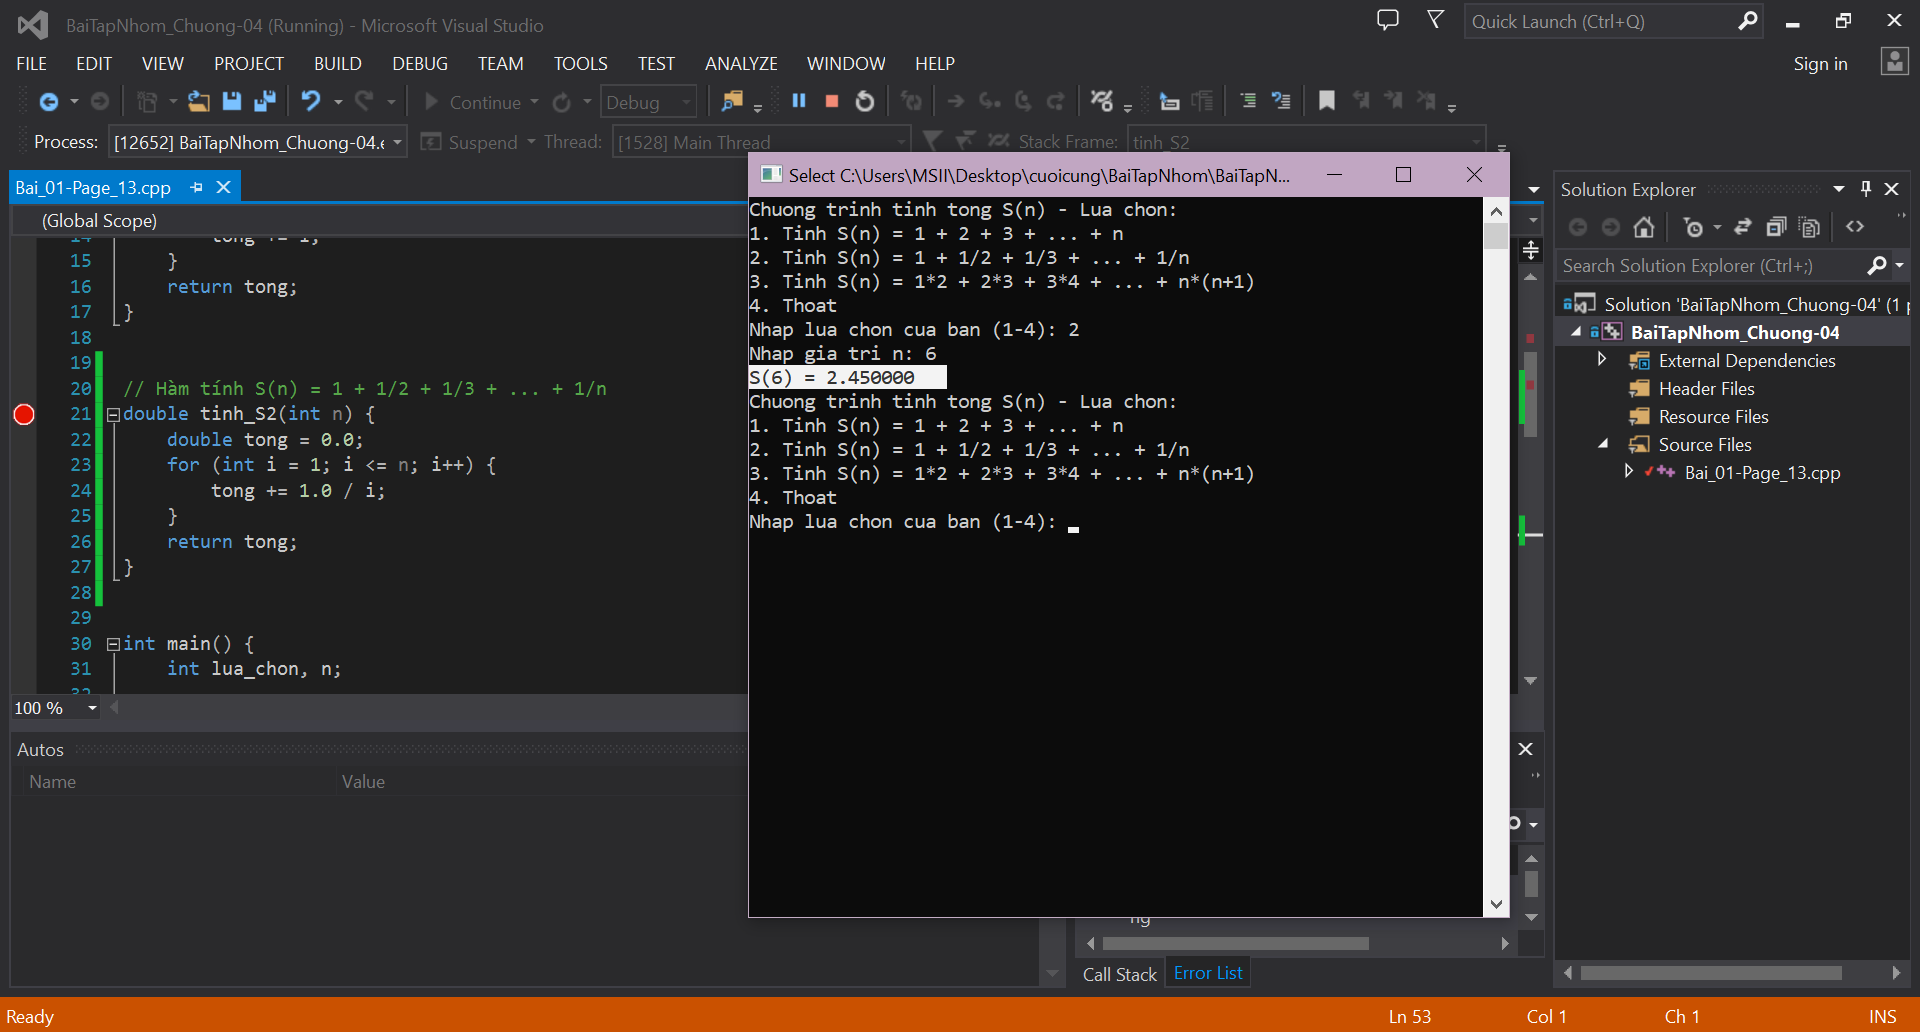 BaiTapNhom_Chuong-04 (Running) - Microsoft Visual Studio
Quick Launch (Ctrl+Q)
FILE EDIT VIEW PROJECT BUILD DEBUG TEAM TOOLS TEST ANALYZE WINDOW HELP
Sign in
Continue
Debug
Process: [12652] BaiTapNhom_Chuong-04.e
Suspend
Thread: [1528] Main Thread
Stack Frame: tinh_S2
Bai_01-Page_13.cpp
(Global Scope)
14 tong += i;
15 }
16 return tong;
17 }
18
19
20 // Hàm tính S(n) = 1 + 1/2 + 1/3 + ... + 1/n
21 double tinh_S2(int n) {
22 double tong = 0.0;
23 for (int i = 1; i <= n; i++) {
24 tong += 1.0 / i;
25 }
26 return tong;
27 }
28
29
30 int main() {
31 int lua_chon, n;
32
100 %
Autos
Name Value
Select C:\Users\MSII\Desktop\cuoicung\BaiTapNhom\BaiTapN...
Chuong trinh tinh tong S(n) - Lua chon:
1. Tinh S(n) = 1 + 2 + 3 + ... + n
2. Tinh S(n) = 1 + 1/2 + 1/3 + ... + 1/n
3. Tinh S(n) = 1*2 + 2*3 + 3*4 + ... + n*(n+1)
4. Thoat
Nhap lua chon cua ban (1-4): 2
Nhap gia tri n: 6
S(6) = 2.450000
Chuong trinh tinh tong S(n) - Lua chon:
1. Tinh S(n) = 1 + 2 + 3 + ... + n
2. Tinh S(n) = 1 + 1/2 + 1/3 + ... + 1/n
3. Tinh S(n) = 1*2 + 2*3 + 3*4 + ... + n*(n+1)
4. Thoat
Nhap lua chon cua ban (1-4):
ng
Call Stack Error List
Solution Explorer
Search Solution Explorer (Ctrl+;)
Solution 'BaiTapNhom_Chuong-04' (1 p
BaiTapNhom_Chuong-04
External Dependencies
Header Files
Resource Files
Source Files
Bai_01-Page_13.cpp
Ready
Ln 53 Col 1 Ch 1 INS